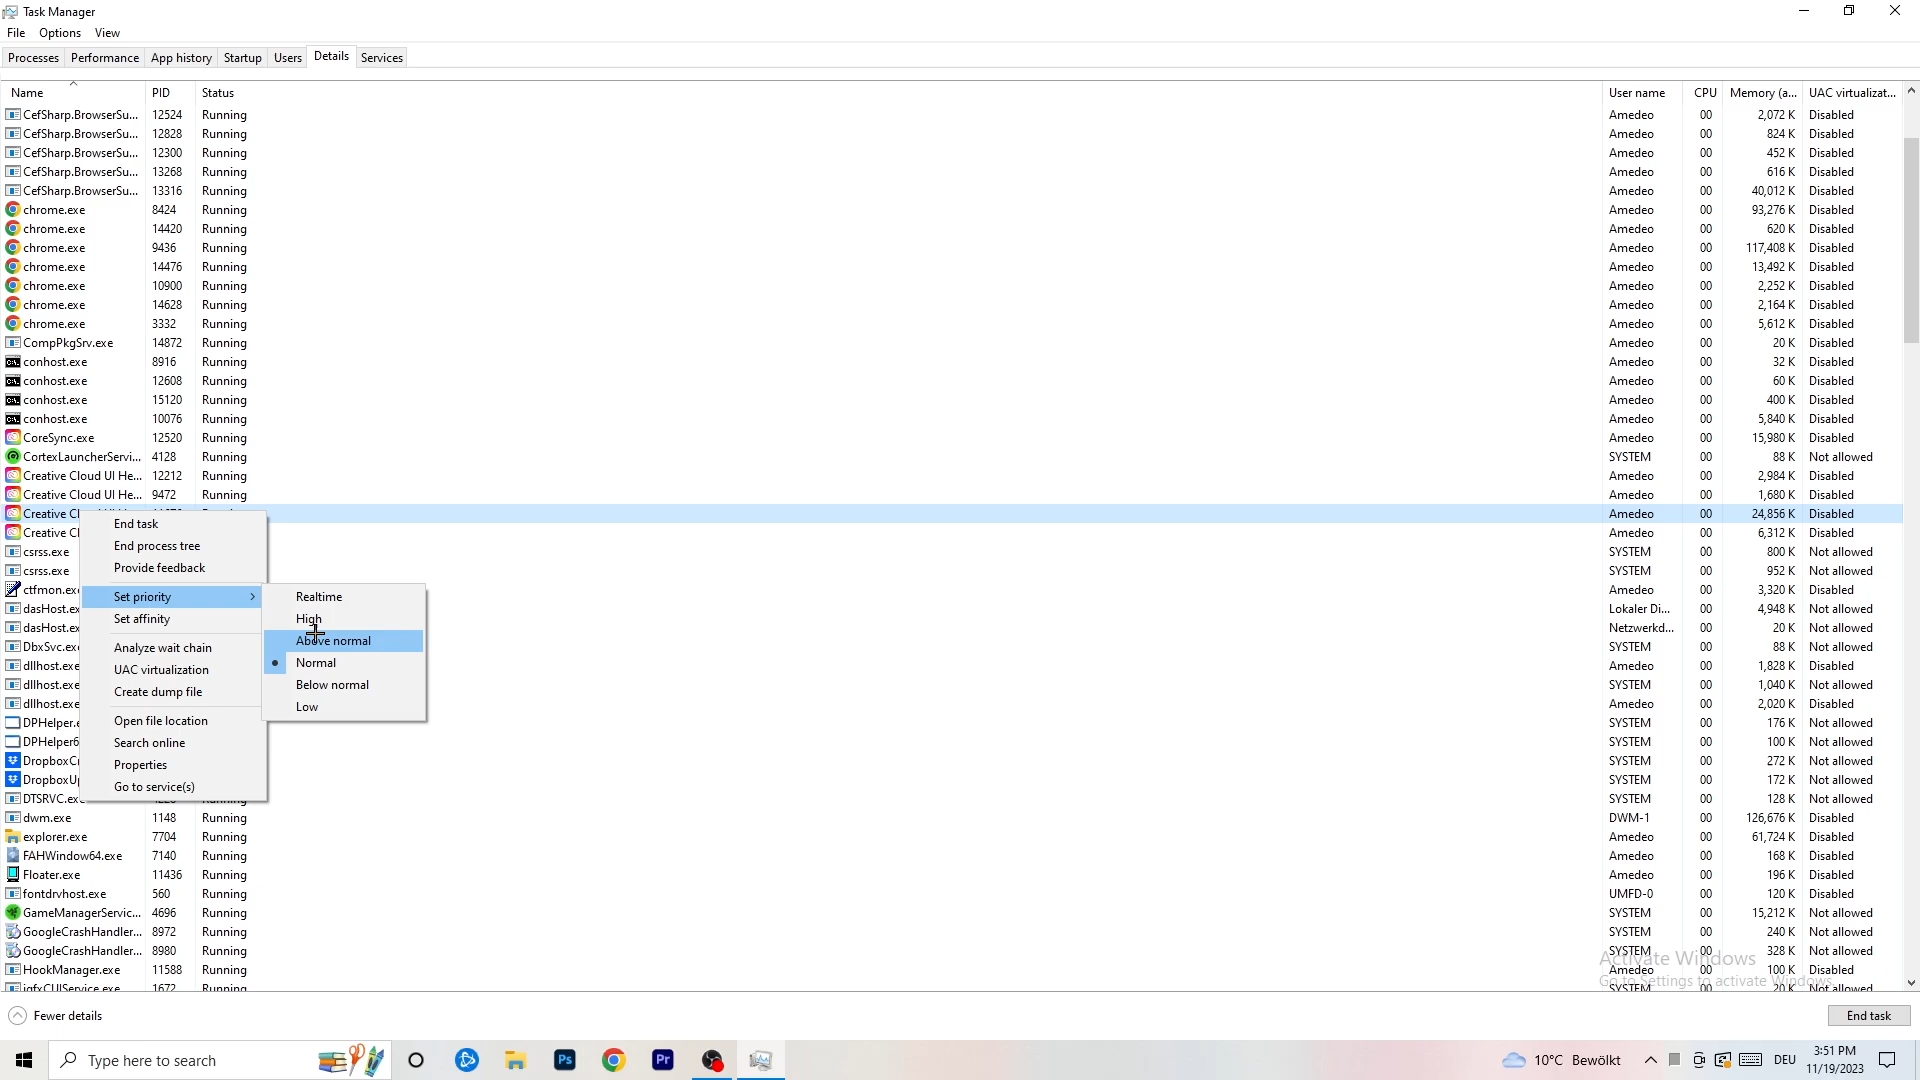 Task Manager
File Options View
Processes Performance App history Startup Users Details Services
Name PID Status User name CPU Memory (a... UAC virtualizat...
CefSharp.BrowserSu... 12524 Running Amedeo 00 2,072 K Disabled
CefSharp.BrowserSu... 12828 Running Amedeo 00 824 K Disabled
CefSharp.BrowserSu... 12300 Running Amedeo 00 452 K Disabled
CefSharp.BrowserSu... 13268 Running Amedeo 00 616 K Disabled
CefSharp.BrowserSu... 13316 Running Amedeo 00 40,012 K Disabled
chrome.exe 8424 Running Amedeo 00 93,276 K Disabled
chrome.exe 14420 Running Amedeo 00 620 K Disabled
chrome.exe 9436 Running Amedeo 00 117,408 K Disabled
chrome.exe 14476 Running Amedeo 00 13,492 K Disabled
chrome.exe 10900 Running Amedeo 00 2,252 K Disabled
chrome.exe 14628 Running Amedeo 00 2,164 K Disabled
chrome.exe 3332 Running Amedeo 00 5,612 K Disabled
CompPkgSrv.exe 14872 Running Amedeo 00 20 K Disabled
conhost.exe 8916 Running Amedeo 00 32 K Disabled
conhost.exe 12608 Running Amedeo 00 60 K Disabled
conhost.exe 15120 Running Amedeo 00 400 K Disabled
conhost.exe 10076 Running Amedeo 00 5,840 K Disabled
CoreSync.exe 12520 Running Amedeo 00 15,980 K Disabled
CortexLauncherServi... 4128 Running SYSTEM 00 88 K Not allowed
Creative Cloud UI He... 12212 Running Amedeo 00 2,984 K Disabled
Creative Cloud UI He... 9472 Running Amedeo 00 1,680 K Disabled
Creative Cl Amedeo 00 24,856 K Disabled
Creative Cl Amedeo 00 6,312 K Disabled
csrss.exe SYSTEM 00 800 K Not allowed
csrss.exe SYSTEM 00 952 K Not allowed
ctfmon.exe Amedeo 00 3,320 K Disabled
dasHost.ex Lokaler Di... 00 4,948 K Not allowed
dasHost.ex Netzwerkd... 00 20 K Not allowed
DbxSvc.exe SYSTEM 00 88 K Not allowed
dllhost.exe Amedeo 00 1,828 K Disabled
dllhost.exe SYSTEM 00 1,040 K Not allowed
dllhost.exe Amedeo 00 2,020 K Disabled
DPHelper.e SYSTEM 00 176 K Not allowed
DPHelper6 SYSTEM 00 100 K Not allowed
DropboxCr SYSTEM 00 272 K Not allowed
DropboxUp SYSTEM 00 172 K Not allowed
DTSRVC.exe SYSTEM 00 128 K Not allowed
dwm.exe 1148 Running DWM-1 00 126,676 K Disabled
explorer.exe 7704 Running Amedeo 00 61,724 K Disabled
FAHWindow64.exe 7140 Running Amedeo 00 168 K Disabled
Floater.exe 11436 Running Amedeo 00 196 K Disabled
fontdrvhost.exe 560 Running UMFD-0 00 120 K Disabled
GameManagerServic... 4696 Running SYSTEM 00 15,212 K Not allowed
GoogleCrashHandler... 8972 Running SYSTEM 00 240 K Not allowed
GoogleCrashHandler... 8980 Running SYSTEM 00 328 K Not allowed
HookManager.exe 11588 Running Amedeo 00 100 K Disabled
igfxCUIService.exe 1672 Running SYSTEM 00 20 K Not allowed
End task
End process tree
Provide feedback
Set priority
Set affinity
Analyze wait chain
UAC virtualization
Create dump file
Open file location
Search online
Properties
Go to service(s)
Realtime
High
Above normal
Normal
Below normal
Low
Activate Windows
Go to Settings to activate Windows.
Fewer details
End task
Type here to search
Ps
Pr
10°C Bewölkt
DEU
3:51 PM
11/19/2023